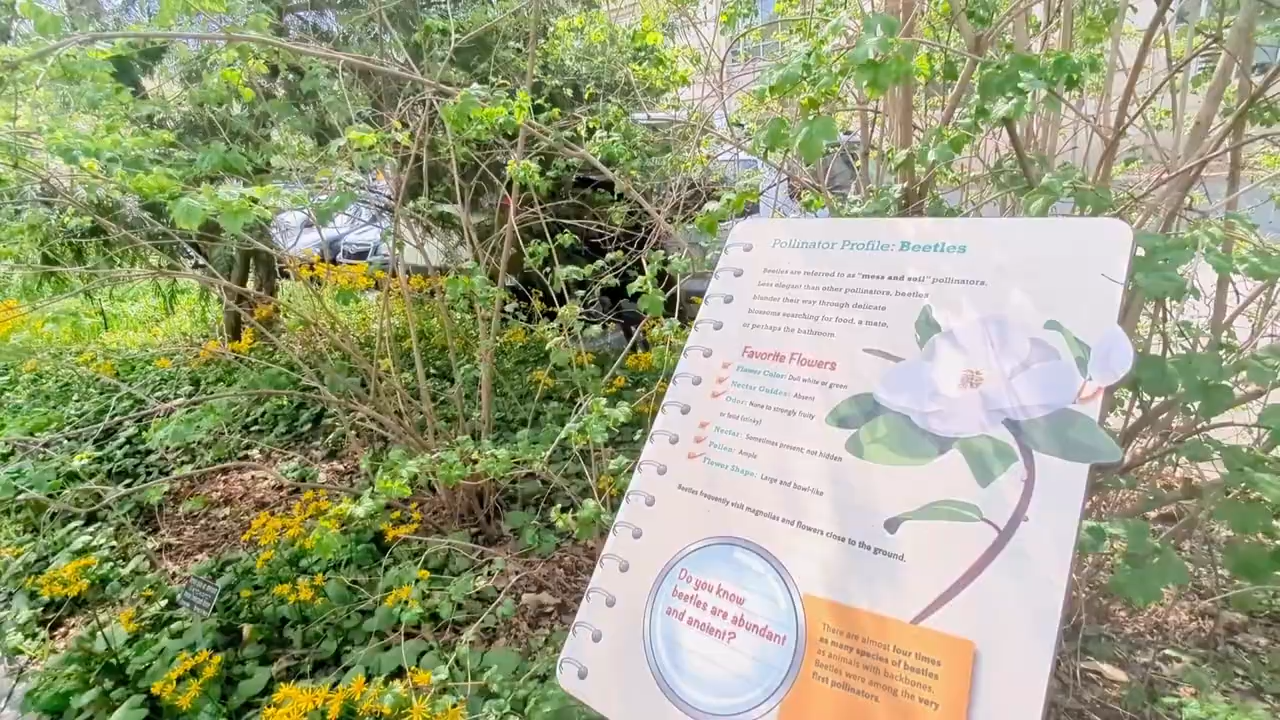 Pollinator Profile: Beetles
Beetles are referred to as "mess and soil" pollinators.
Less elegant than other pollinators, beetles
blunder their way through delicate
blossoms searching for food, a mate,
or perhaps the bathroom.
Favorite Flowers
Flower Color: Dull white or green
Nectar Guides: Absent
Odor: None to strongly fruity
or fetid (stinky)
Nectar: Sometimes present; not hidden
Pollen: Ample
Flower Shape: Large and bowl-like
Beetles frequently visit magnolias and flowers close to the ground.
Do you know
beetles are abundant
and ancient?
There are almost four times
as many species of beetles
as animals with backbones.
Beetles were among the very
first pollinators.